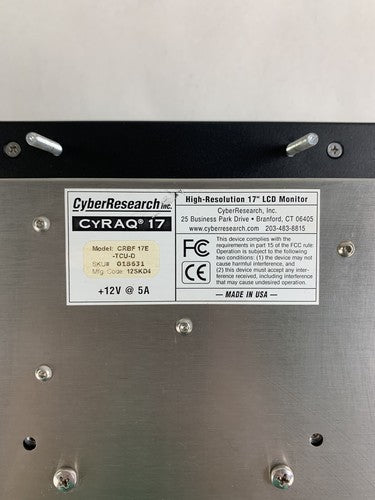 CyberResearch inc.
CYRAQ® 17
Model: CRBF 17E
-TCU-D
SKU# 01S631
Mfg Code: 12SKD4
+12V @ 5A
High-Resolution 17" LCD Monitor
CyberResearch, Inc.
25 Business Park Drive • Branford, CT 06405
www.cyberresearch.com 203-483-8815
FC
CE
This device complies with the
requirements in part 15 of the FCC rule:
Operation is subject to the following
two conditions: (1) the device may not
cause harmful interference, and
(2) this device must accept any inter-
ference received, including interference
that may cause undesired operation.
— MADE IN USA —